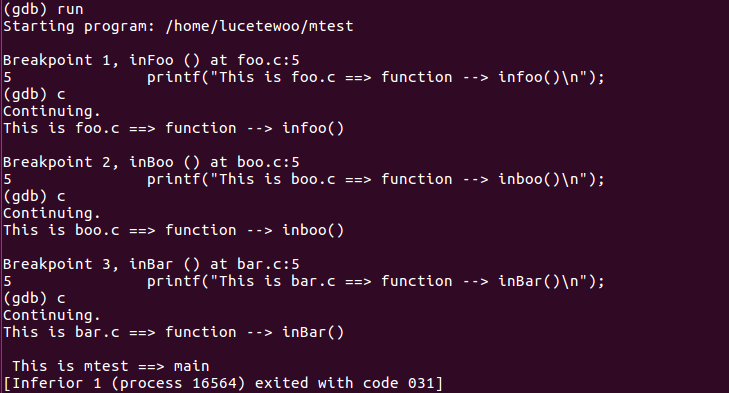 (gdb) run
Starting program: /home/lucetewoo/mtest
Breakpoint 1, inFoo () at foo.c:5
5               printf("This is foo.c ==> function --> infoo()\n");
(gdb) c
Continuing.
This is foo.c ==> function --> infoo()
Breakpoint 2, inBoo () at boo.c:5
5               printf("This is boo.c ==> function --> inboo()\n");
(gdb) c
Continuing.
This is boo.c ==> function --> inboo()
Breakpoint 3, inBar () at bar.c:5
5               printf("This is bar.c ==> function --> inBar()\n");
(gdb) c
Continuing.
This is bar.c ==> function --> inBar()
 This is mtest ==> main
[Inferior 1 (process 16564) exited with code 031]